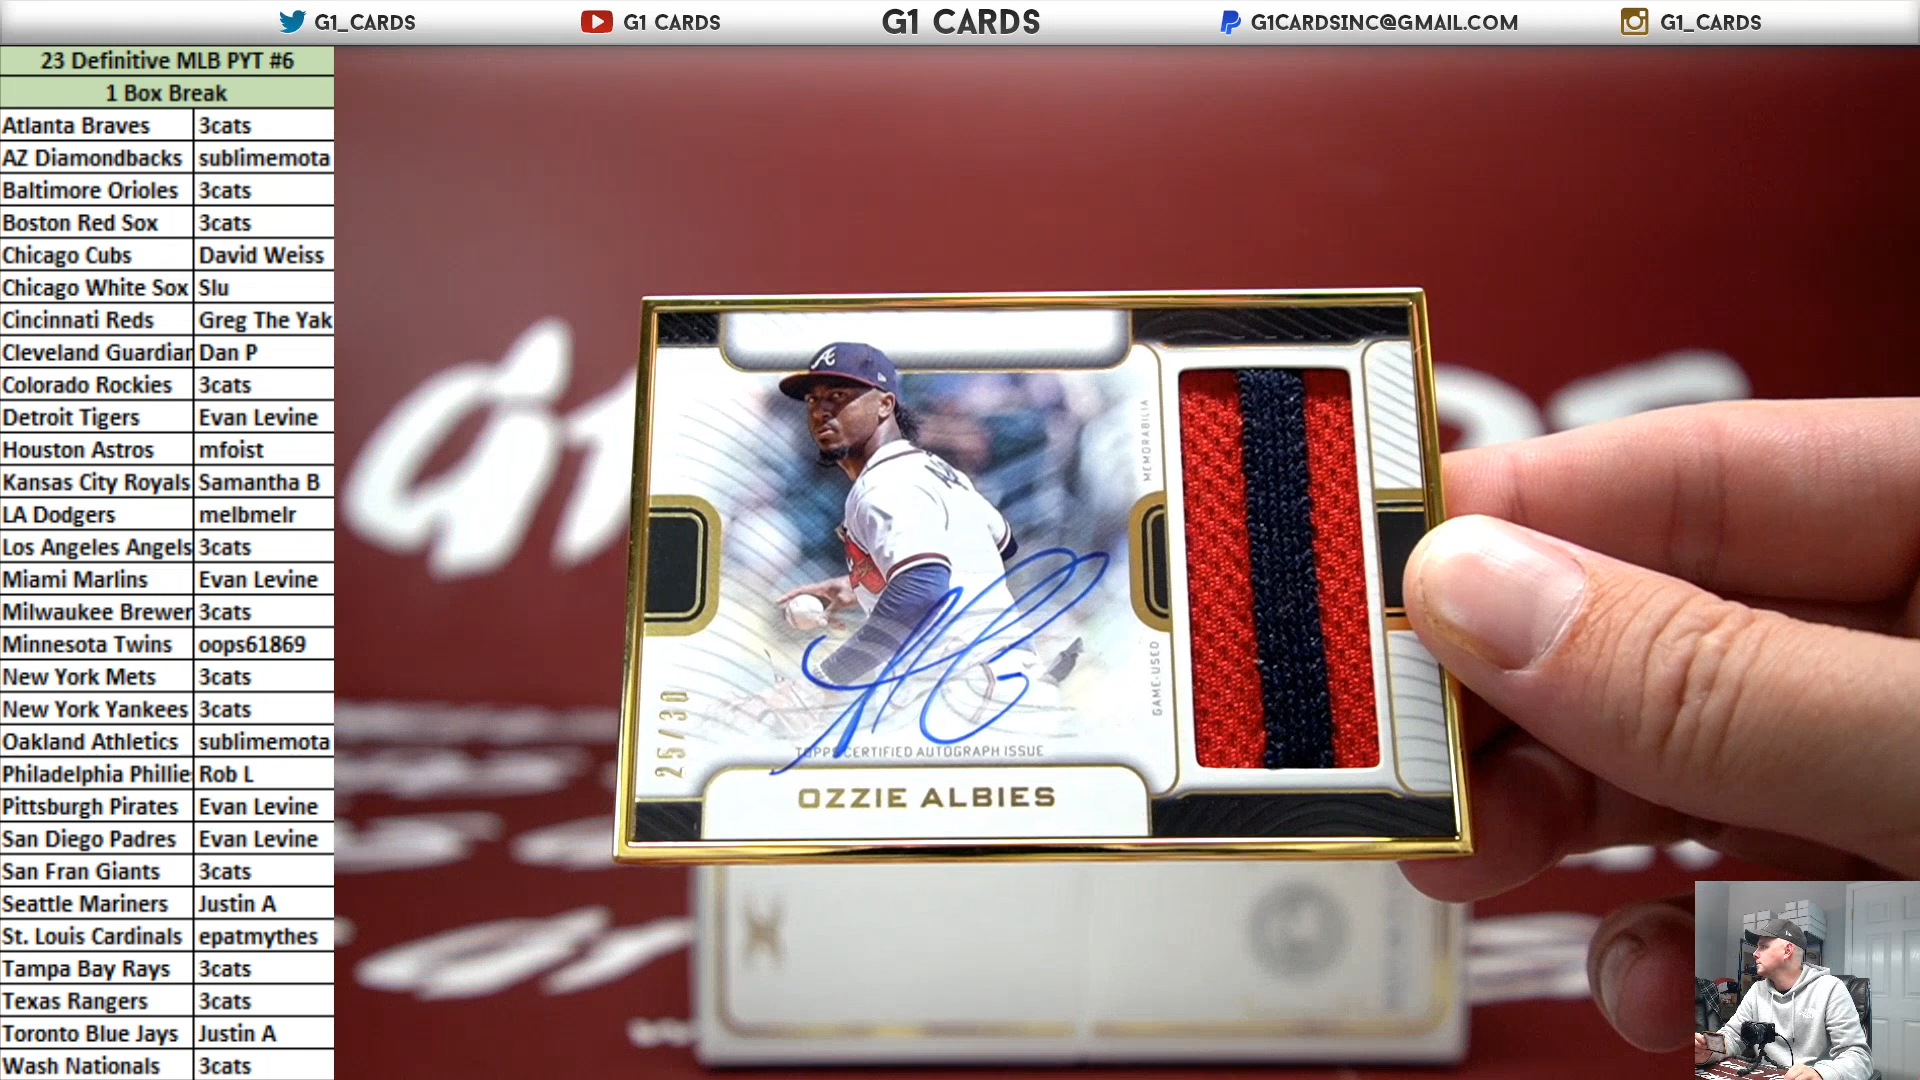 G1_CARDS G1 CARDS G1 CARDS G1CARDSINC@GMAIL.COM G1_CARDS
23 Definitive MLB PYT #6
1 Box Break
Atlanta Braves 3cats
AZ Diamondbacks sublimemota
Baltimore Orioles 3cats
Boston Red Sox 3cats
Chicago Cubs David Weiss
Chicago White Sox Slu
Cincinnati Reds Greg The Yak
Cleveland Guardian Dan P
Colorado Rockies 3cats
Detroit Tigers Evan Levine
Houston Astros mfoist
Kansas City Royals Samantha B
LA Dodgers melbmelr
Los Angeles Angels 3cats
Miami Marlins Evan Levine
Milwaukee Brewer 3cats
Minnesota Twins oops61869
New York Mets 3cats
New York Yankees 3cats
Oakland Athletics sublimemota
Philadelphia Phillie Rob L
Pittsburgh Pirates Evan Levine
San Diego Padres Evan Levine
San Fran Giants 3cats
Seattle Mariners Justin A
St. Louis Cardinals epatmythes
Tampa Bay Rays 3cats
Texas Rangers 3cats
Toronto Blue Jays Justin A
Wash Nationals 3cats
A
MEMORABILIA
GAME-USED
25/30
TOPPS CERTIFIED AUTOGRAPH ISSUE
OZZIE ALBIES